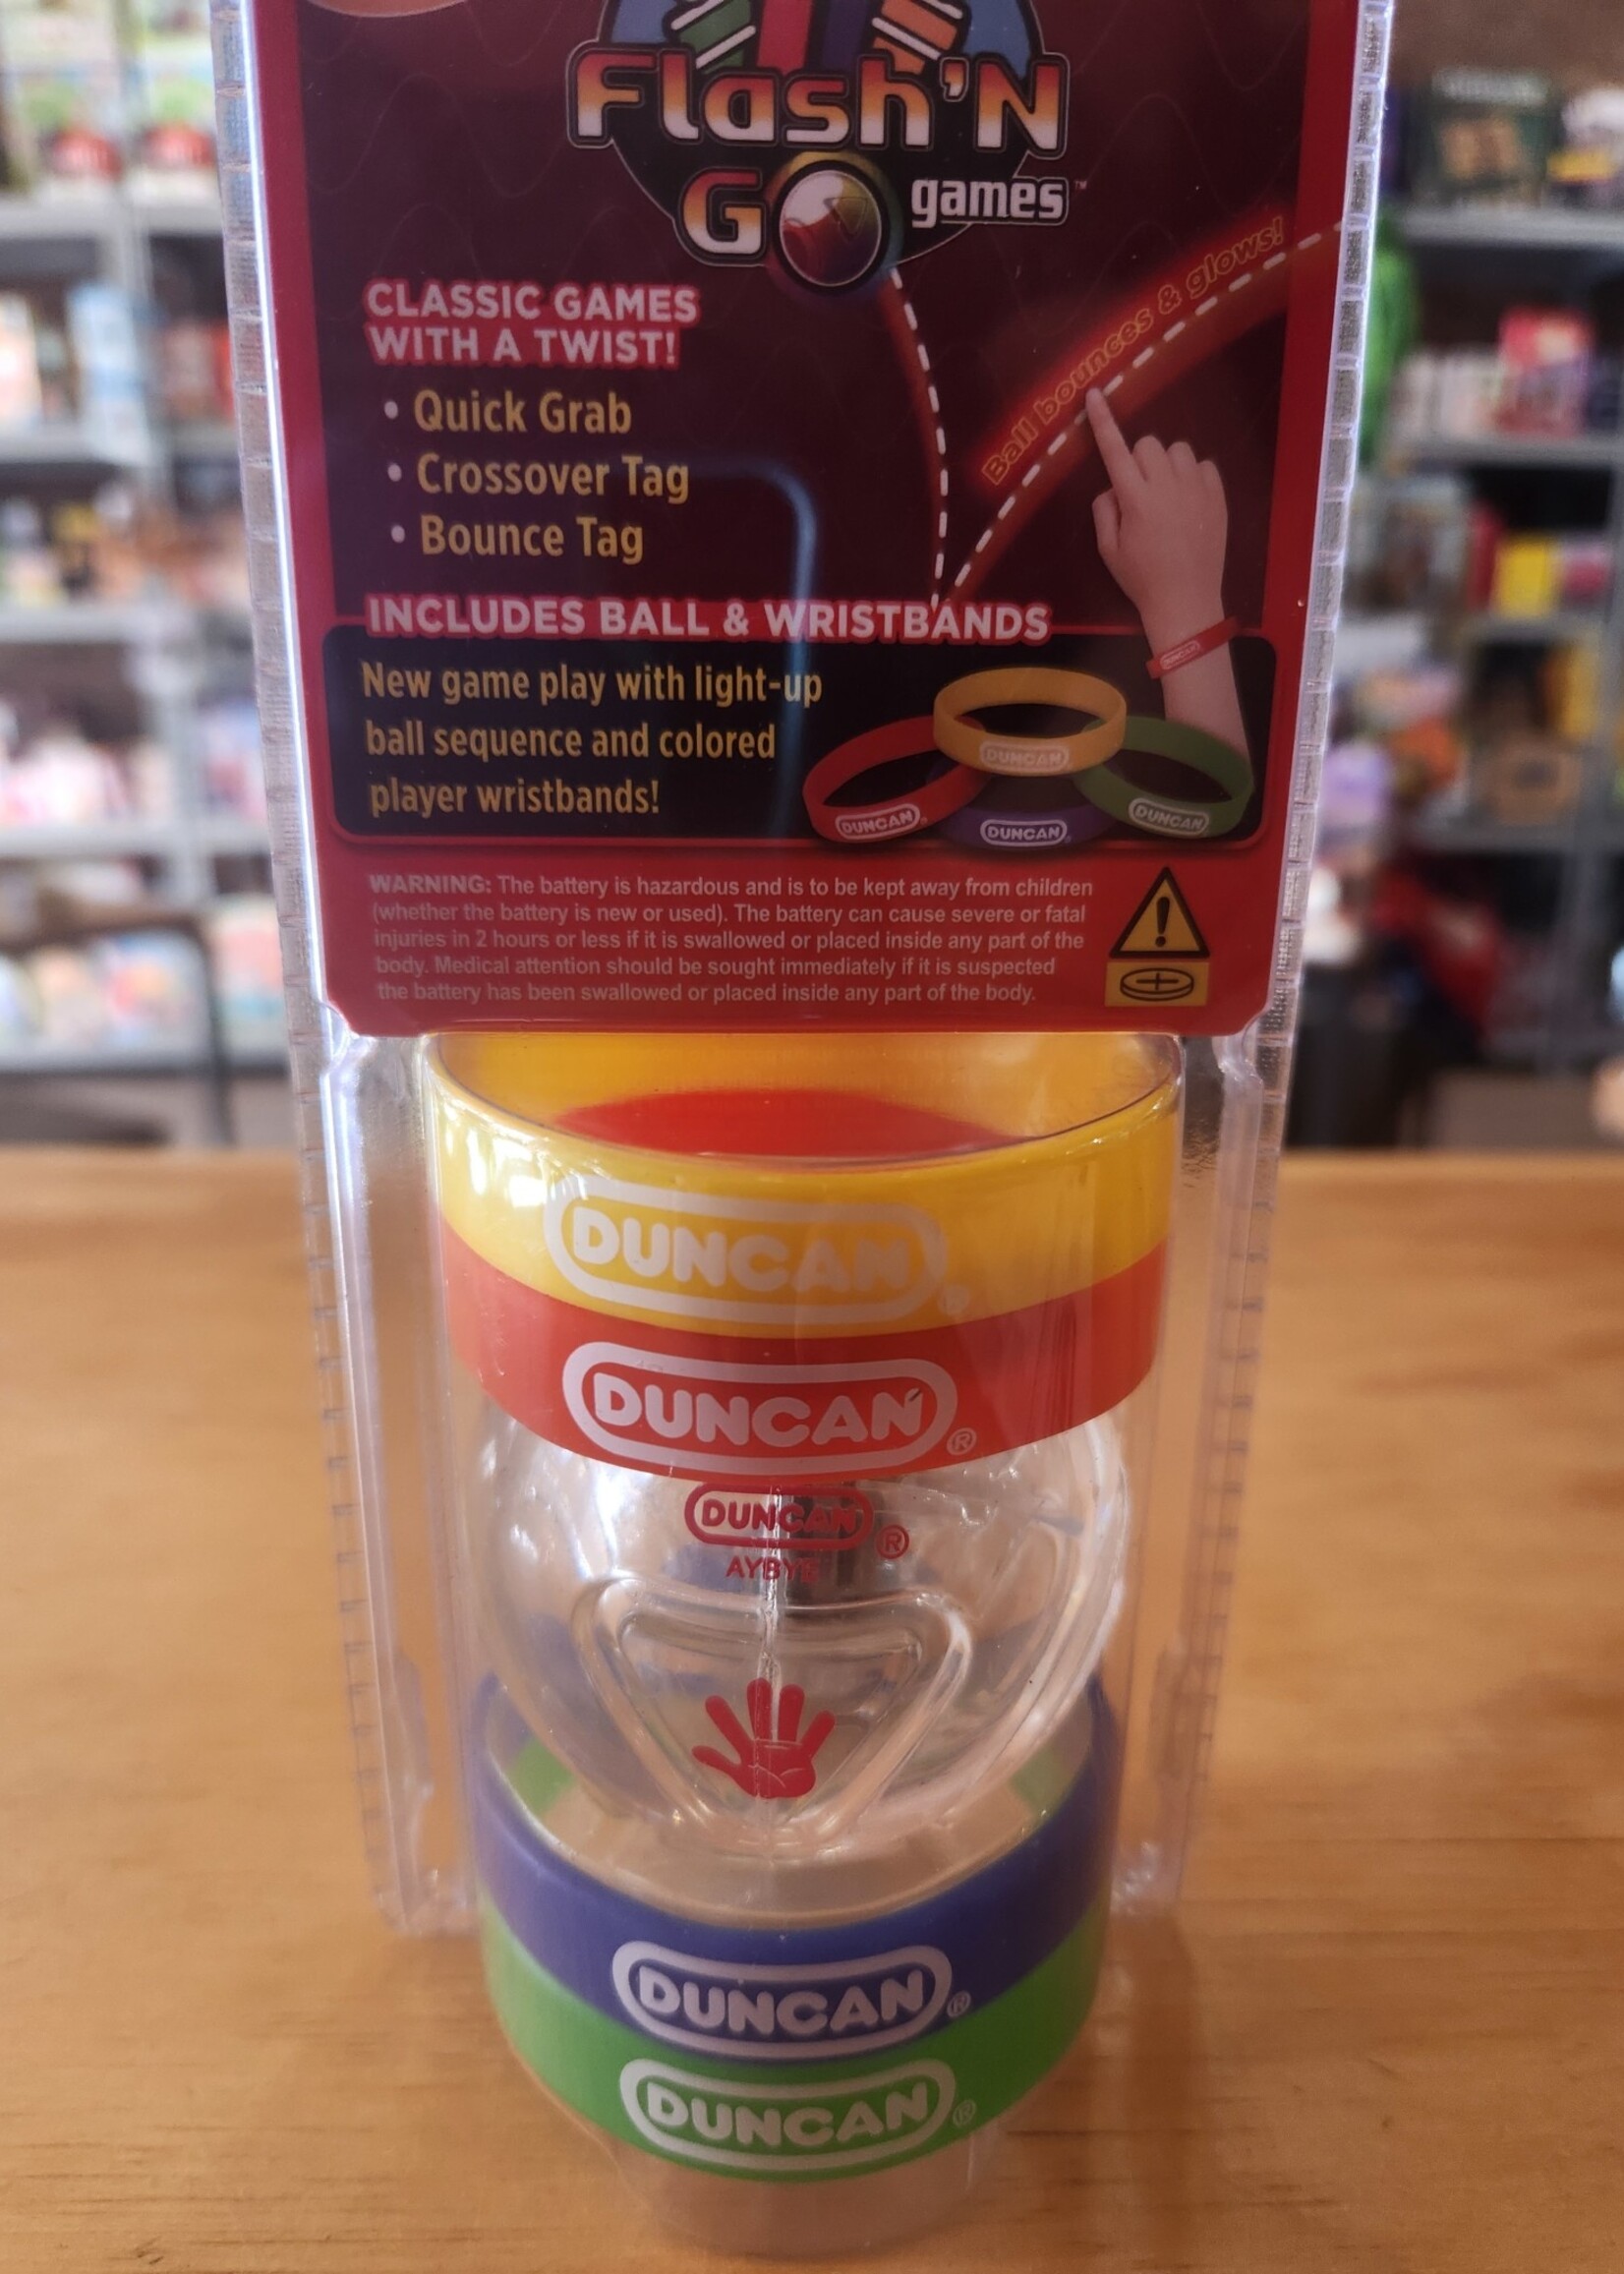 Flash'N
GO games™
CLASSIC GAMES
WITH A TWIST!
• Quick Grab
• Crossover Tag
• Bounce Tag
Ball bounces & glows!
INCLUDES BALL & WRISTBANDS
New game play with light-up
ball sequence and colored
player wristbands!
DUNCAN
DUNCAN
DUNCAN®
DUNCAN®
DUNCAN
WARNING: The battery is hazardous and is to be kept away from children
(whether the battery is new or used). The battery can cause severe or fatal
injuries in 2 hours or less if it is swallowed or placed inside any part of the
body. Medical attention should be sought immediately if it is suspected
the battery has been swallowed or placed inside any part of the body.
DUNCAN®
DUNCAN®
DUNCAN®
AYBYE
DUNCAN®
DUNCAN®